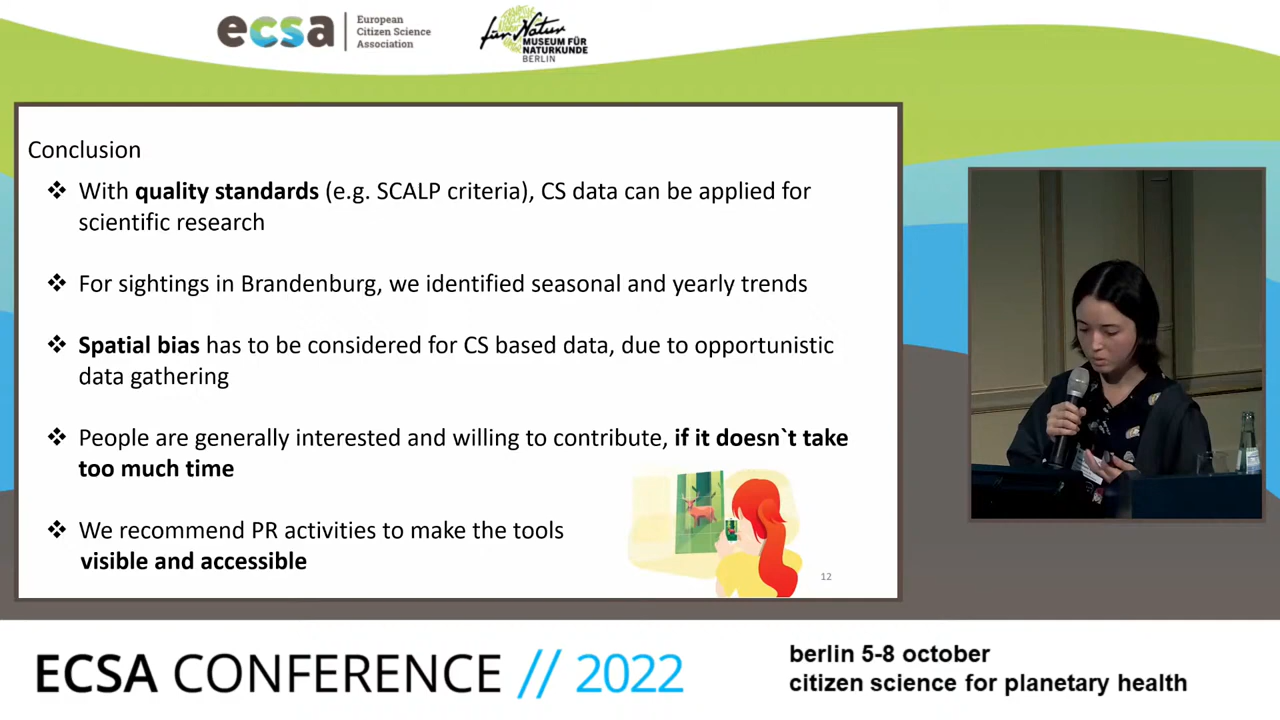 ecsa
European
Citizen Science
Association
für Natur
MUSEUM FÜR
NATURKUNDE
BERLIN
Conclusion
❖ With quality standards (e.g. SCALP criteria), CS data can be applied for
scientific research
❖ For sightings in Brandenburg, we identified seasonal and yearly trends
❖ Spatial bias has to be considered for CS based data, due to opportunistic
data gathering
❖ People are generally interested and willing to contribute, if it doesn`t take
too much time
❖ We recommend PR activities to make the tools
visible and accessible
12
ECSA CONFERENCE // 2022
berlin 5-8 october
citizen science for planetary health